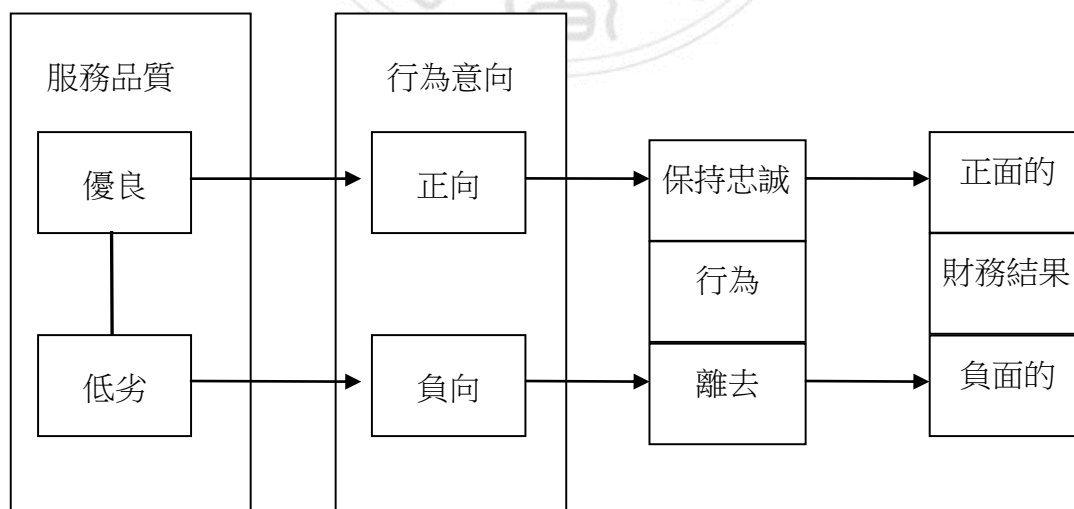 服務品質
行為意向
優良
正向
保持忠誠
正面的
行為
財務結果
低劣
負向
離去
負面的